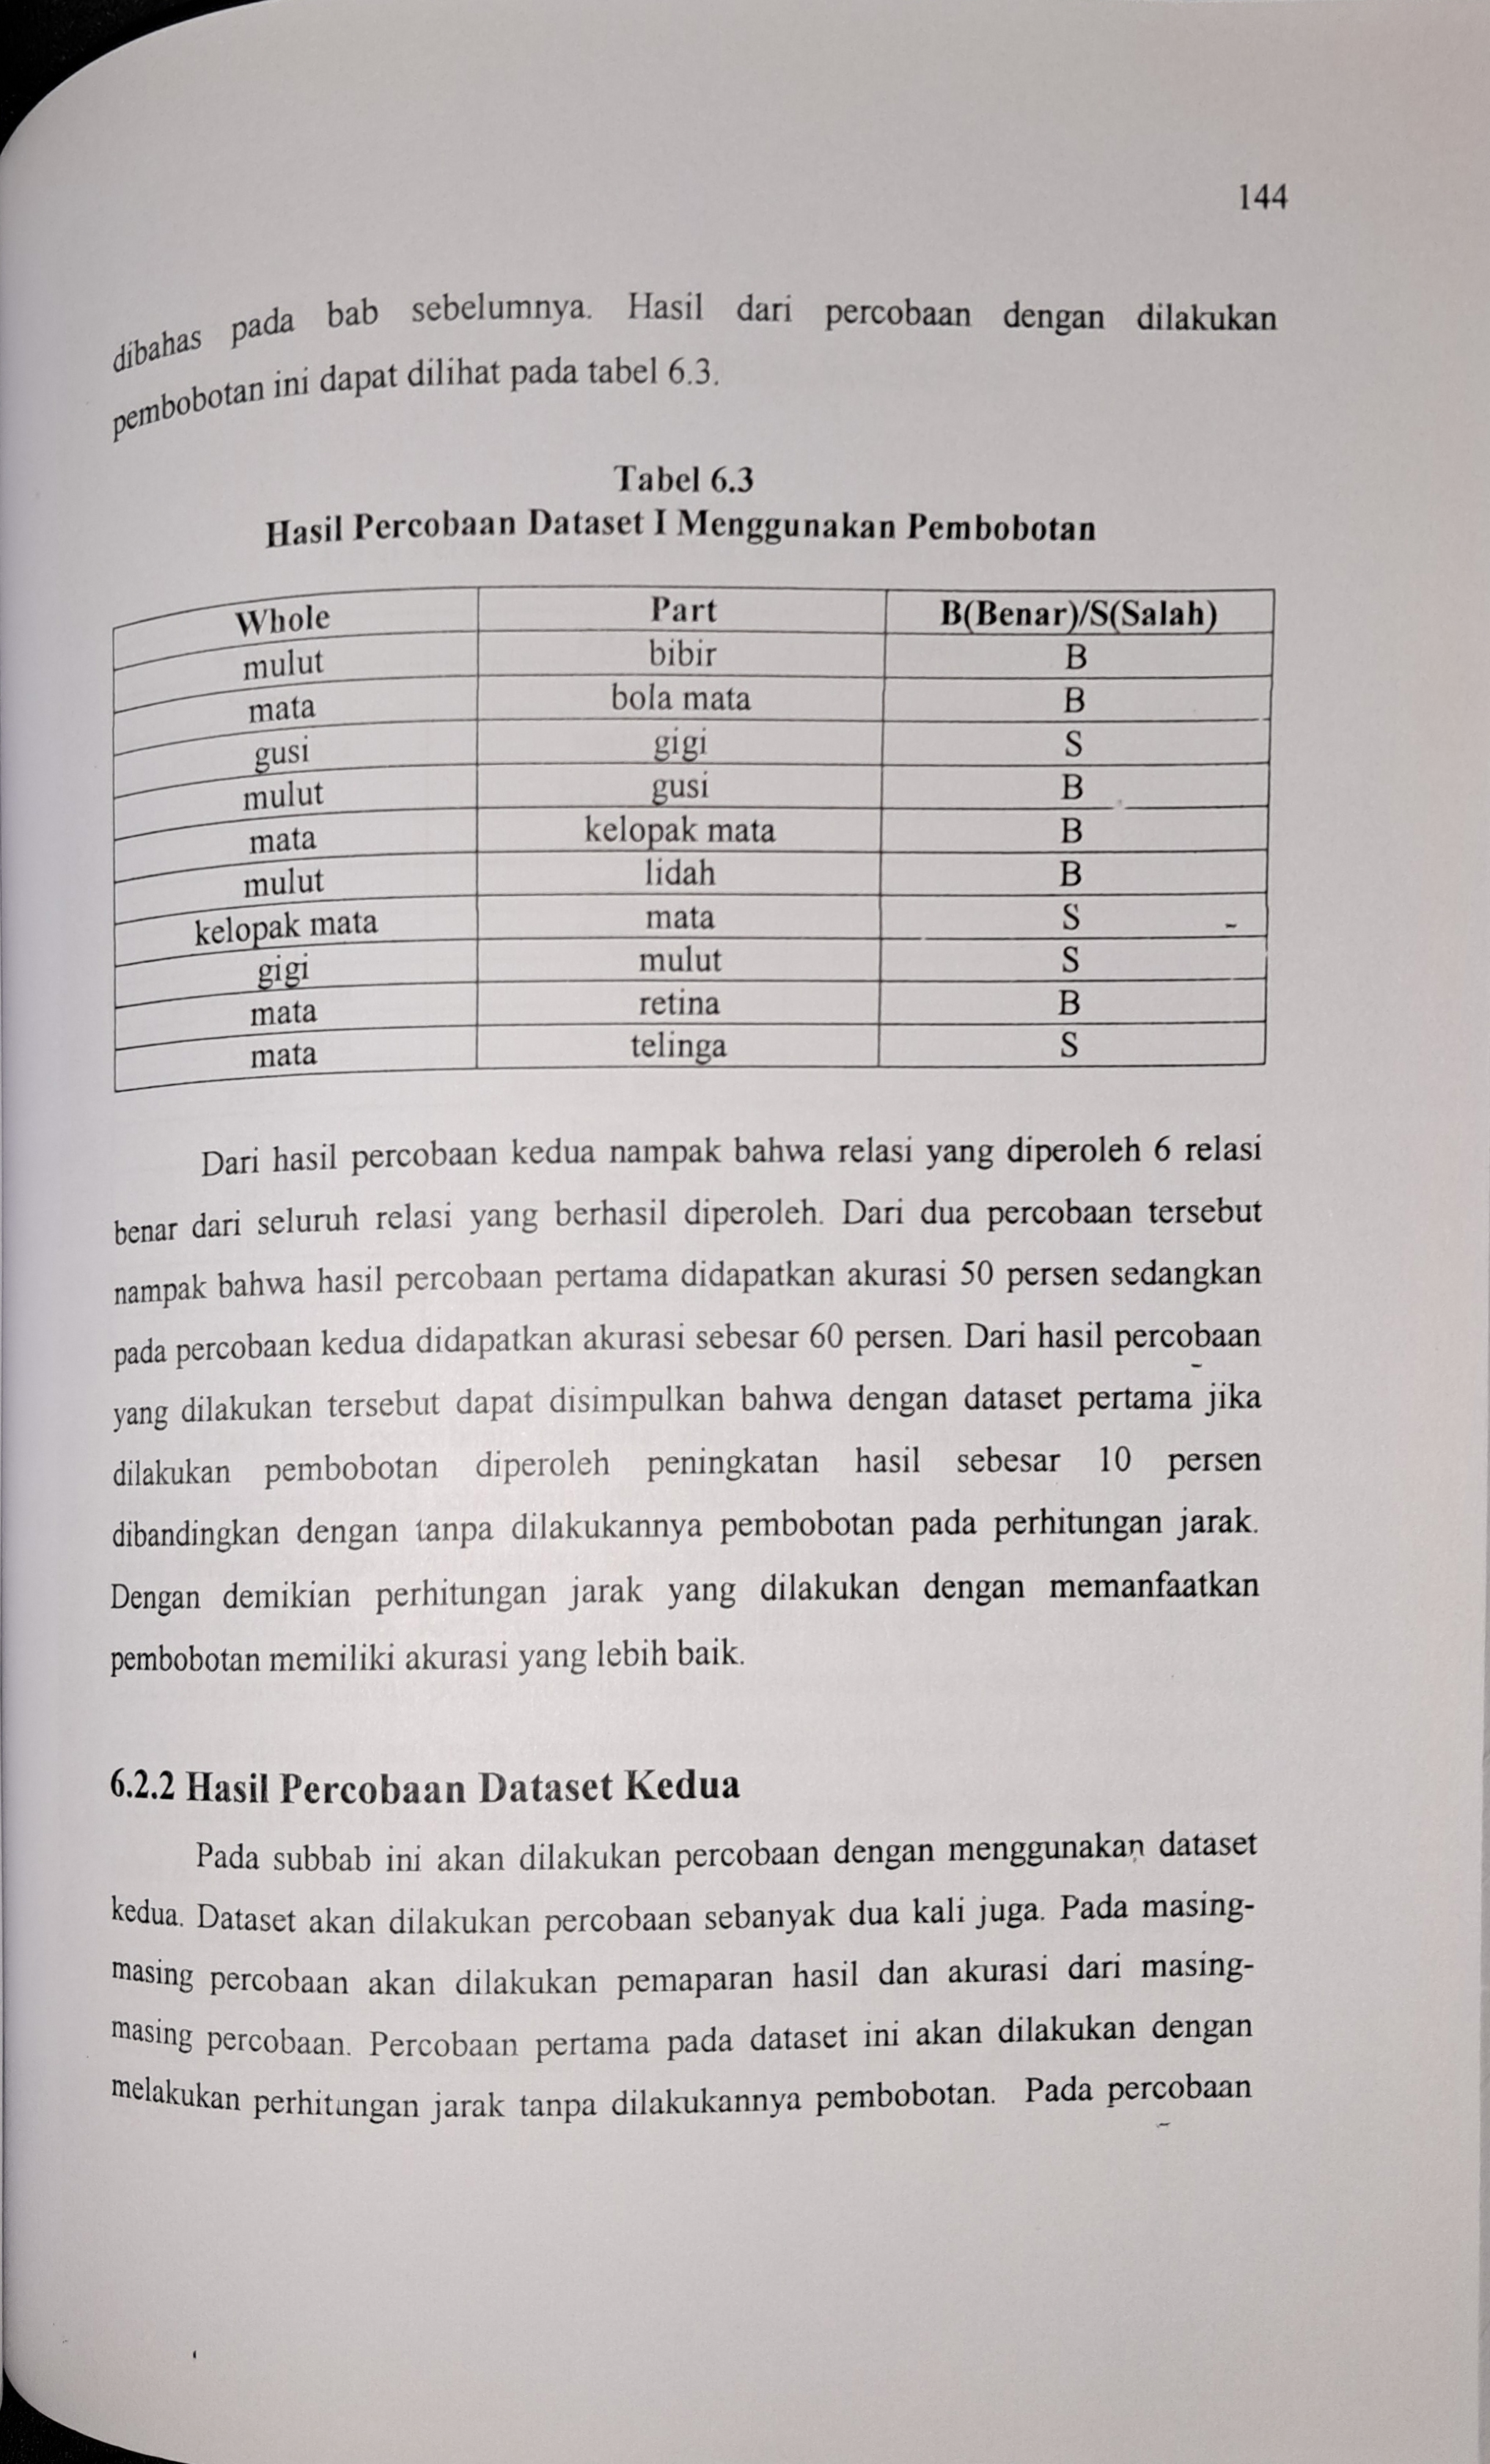 144
dibahas pada bab sebelumnya. Hasil dari percobaan dengan dilakukan
pembobotan ini dapat dilihat pada tabel 6.3.
Tabel 6.3
Hasil Percobaan Dataset I Menggunakan Pembobotan
Whole Part B(Benar)/S(Salah)
mulut bibir B
mata bola mata B
gusi gigi S
mulut gusi B
mata kelopak mata B
mulut lidah B
kelopak mata mata S
gigi mulut S
mata retina B
mata telinga S
Dari hasil percobaan kedua nampak bahwa relasi yang diperoleh 6 relasi
benar dari seluruh relasi yang berhasil diperoleh. Dari dua percobaan tersebut
nampak bahwa hasil percobaan pertama didapatkan akurasi 50 persen sedangkan
pada percobaan kedua didapatkan akurasi sebesar 60 persen. Dari hasil percobaan
yang dilakukan tersebut dapat disimpulkan bahwa dengan dataset pertama jika
dilakukan pembobotan diperoleh peningkatan hasil sebesar 10 persen
dibandingkan dengan tanpa dilakukannya pembobotan pada perhitungan jarak.
Dengan demikian perhitungan jarak yang dilakukan dengan memanfaatkan
pembobotan memiliki akurasi yang lebih baik.
6.2.2 Hasil Percobaan Dataset Kedua
Pada subbab ini akan dilakukan percobaan dengan menggunakan dataset
kedua. Dataset akan dilakukan percobaan sebanyak dua kali juga. Pada masing-
masing percobaan akan dilakukan pemaparan hasil dan akurasi dari masing-
masing percobaan. Percobaan pertama pada dataset ini akan dilakukan dengan
melakukan perhitungan jarak tanpa dilakukannya pembobotan. Pada percobaan